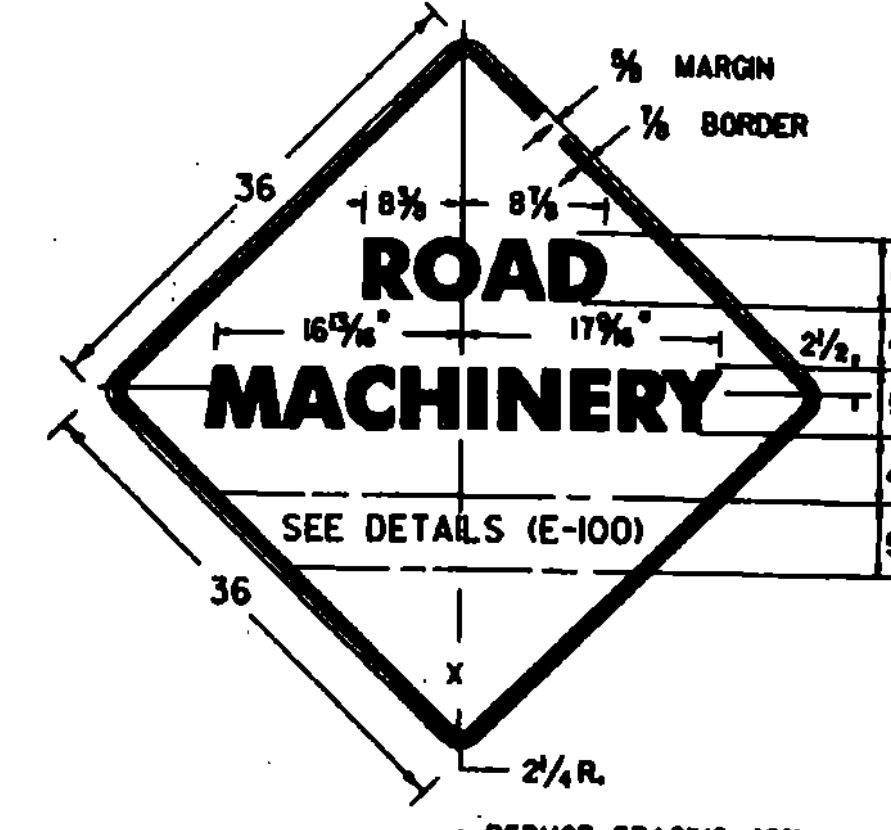 5/8 MARGIN
7/8 BORDER
36
8 3/8 8 7/8
ROAD
16 13/16" 17 9/16"
2 1/2
MACHINERY
SEE DETAILS (E-100)
36
X
2 1/4 R.